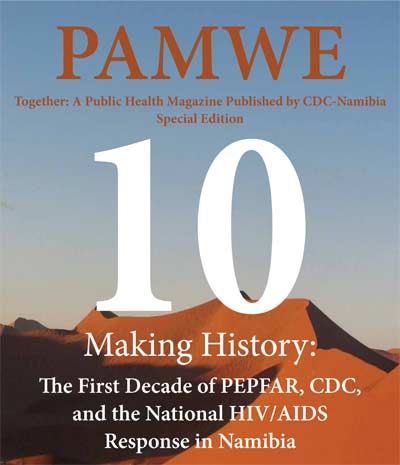 PAMWE
Together: A Public Health Magazine Published by CDC-Namibia
Special Edition
10
Making History:
The First Decade of PEPFAR, CDC,
and the National HIV/AIDS
Response in Namibia